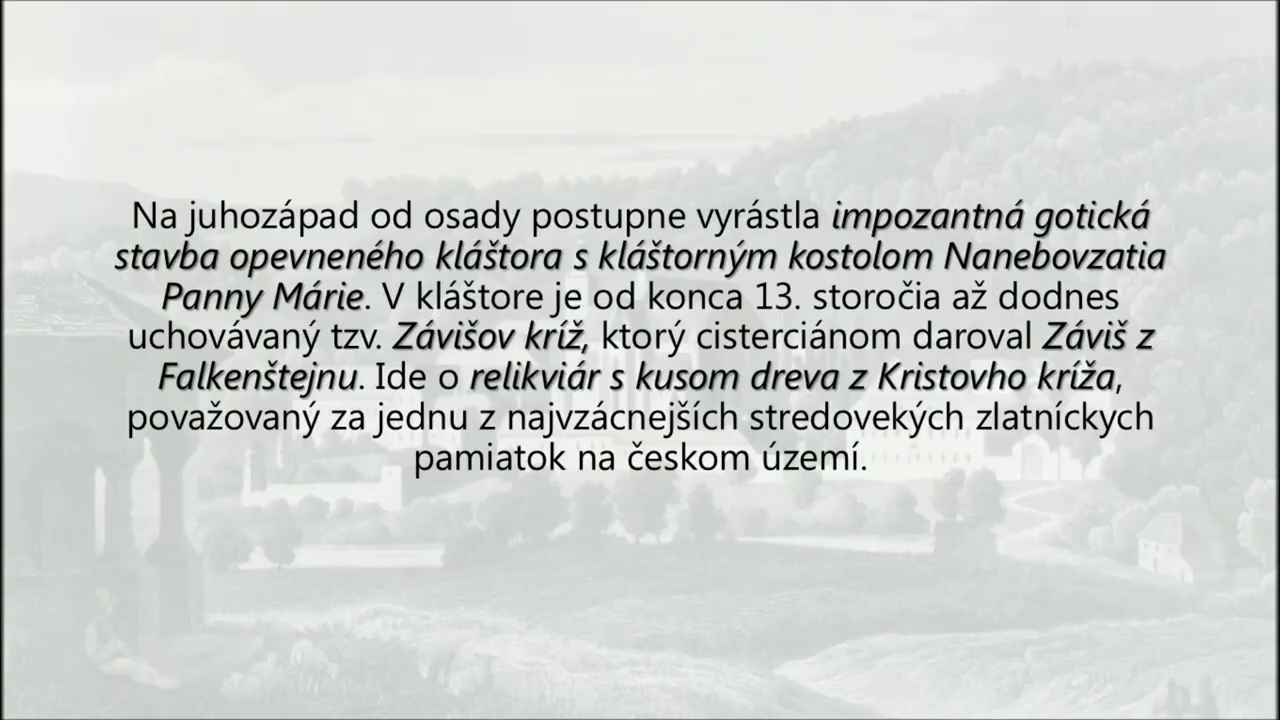 Na juhozápad od osady postupne vyrástla impozantná gotická
stavba opevneného kláštora s kláštorným kostolom Nanebovzatia
Panny Márie. V kláštore je od konca 13. storočia až dodnes
uchovávaný tzv. Závišov kríž, ktorý cisterciánom daroval Záviš z
Falkenštejnu. Ide o relikviár s kusom dreva z Kristovho kríža,
považovaný za jednu z najvzácnejších stredovekých zlatníckych
pamiatok na českom území.